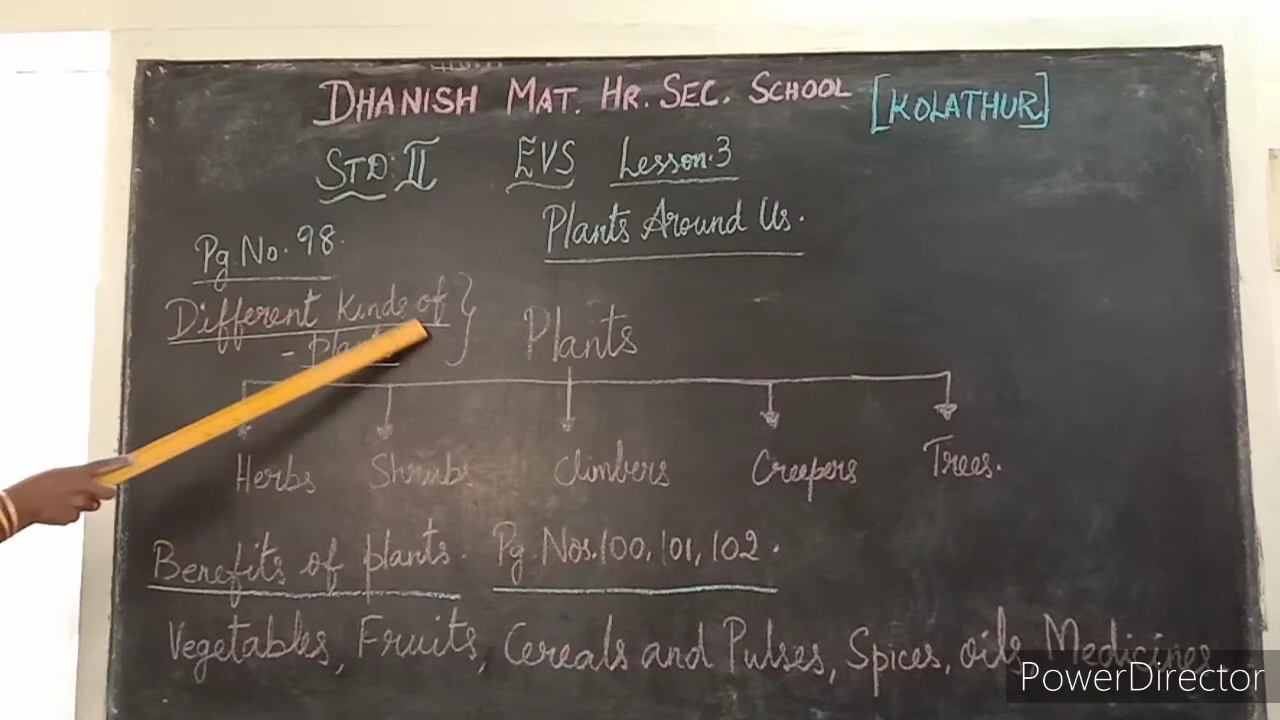 DHANISH MAT. HR. SEC. SCHOOL [KOLATHUR]
STD: II EVS Lesson.3
Plants Around Us.
Pg.No.98.
Different Kinds of }
- Plants
Plants
Herbs Shrubs Climbers Creepers Trees.
Benefits of plants. Pg.Nos.100,101,102.
Vegetables, Fruits, Cereals and Pulses, Spices, oils, Medicines
PowerDirector